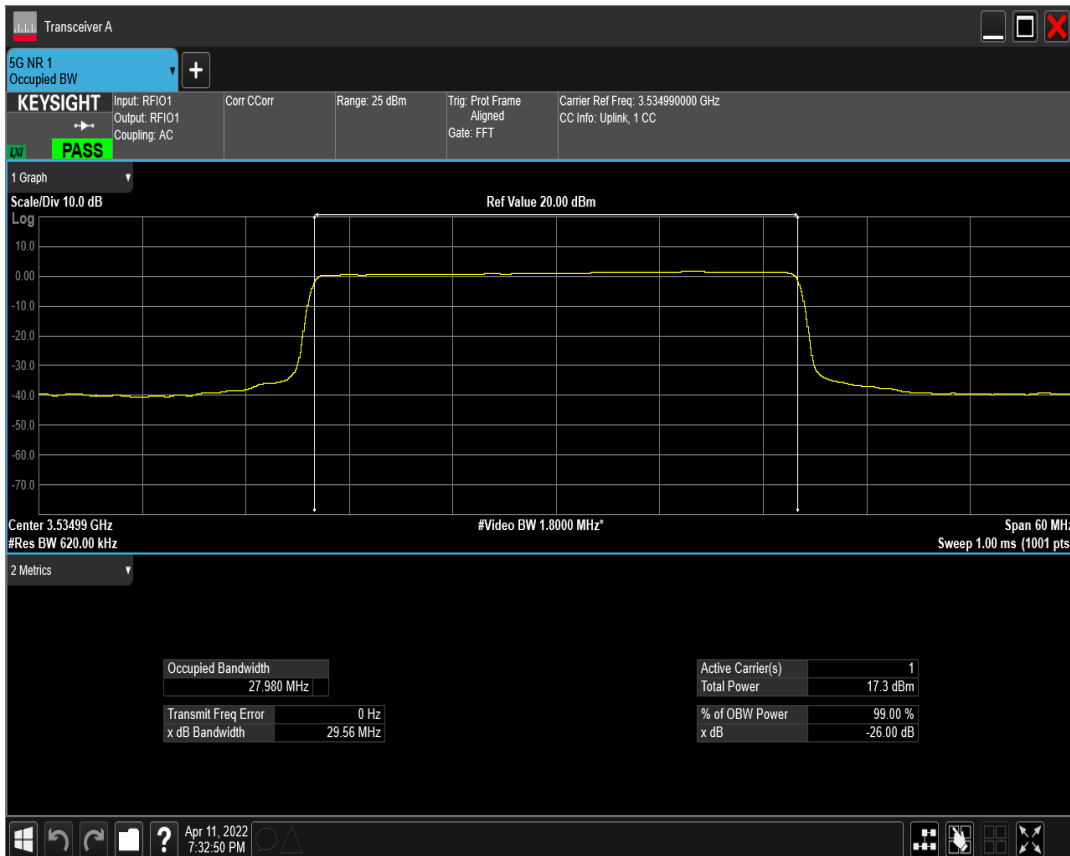 Transceiver A
5G NR 1
Occupied BW
+
KEYSIGHT
LXI
PASS
Input: RFIO1
Output: RFIO1
Coupling: AC
Corr CCorr
Range: 25 dBm
Trig: Prot Frame
Aligned
Gate: FFT
Carrier Ref Freq: 3.534990000 GHz
CC Info: Uplink, 1 CC
1 Graph
Scale/Div 10.0 dB
Ref Value 20.00 dBm
Log
10.0
0.00
-10.0
-20.0
-30.0
-40.0
-50.0
-60.0
-70.0
Center 3.53499 GHz
#Video BW 1.8000 MHz*
Span 60 MHz
#Res BW 620.00 kHz
Sweep 1.00 ms (1001 pts
2 Metrics
Occupied Bandwidth
27.980 MHz
Transmit Freq Error 0 Hz
x dB Bandwidth 29.56 MHz
Active Carrier(s) 1
Total Power 17.3 dBm
% of OBW Power 99.00 %
x dB -26.00 dB
?
Apr 11, 2022
7:32:50 PM